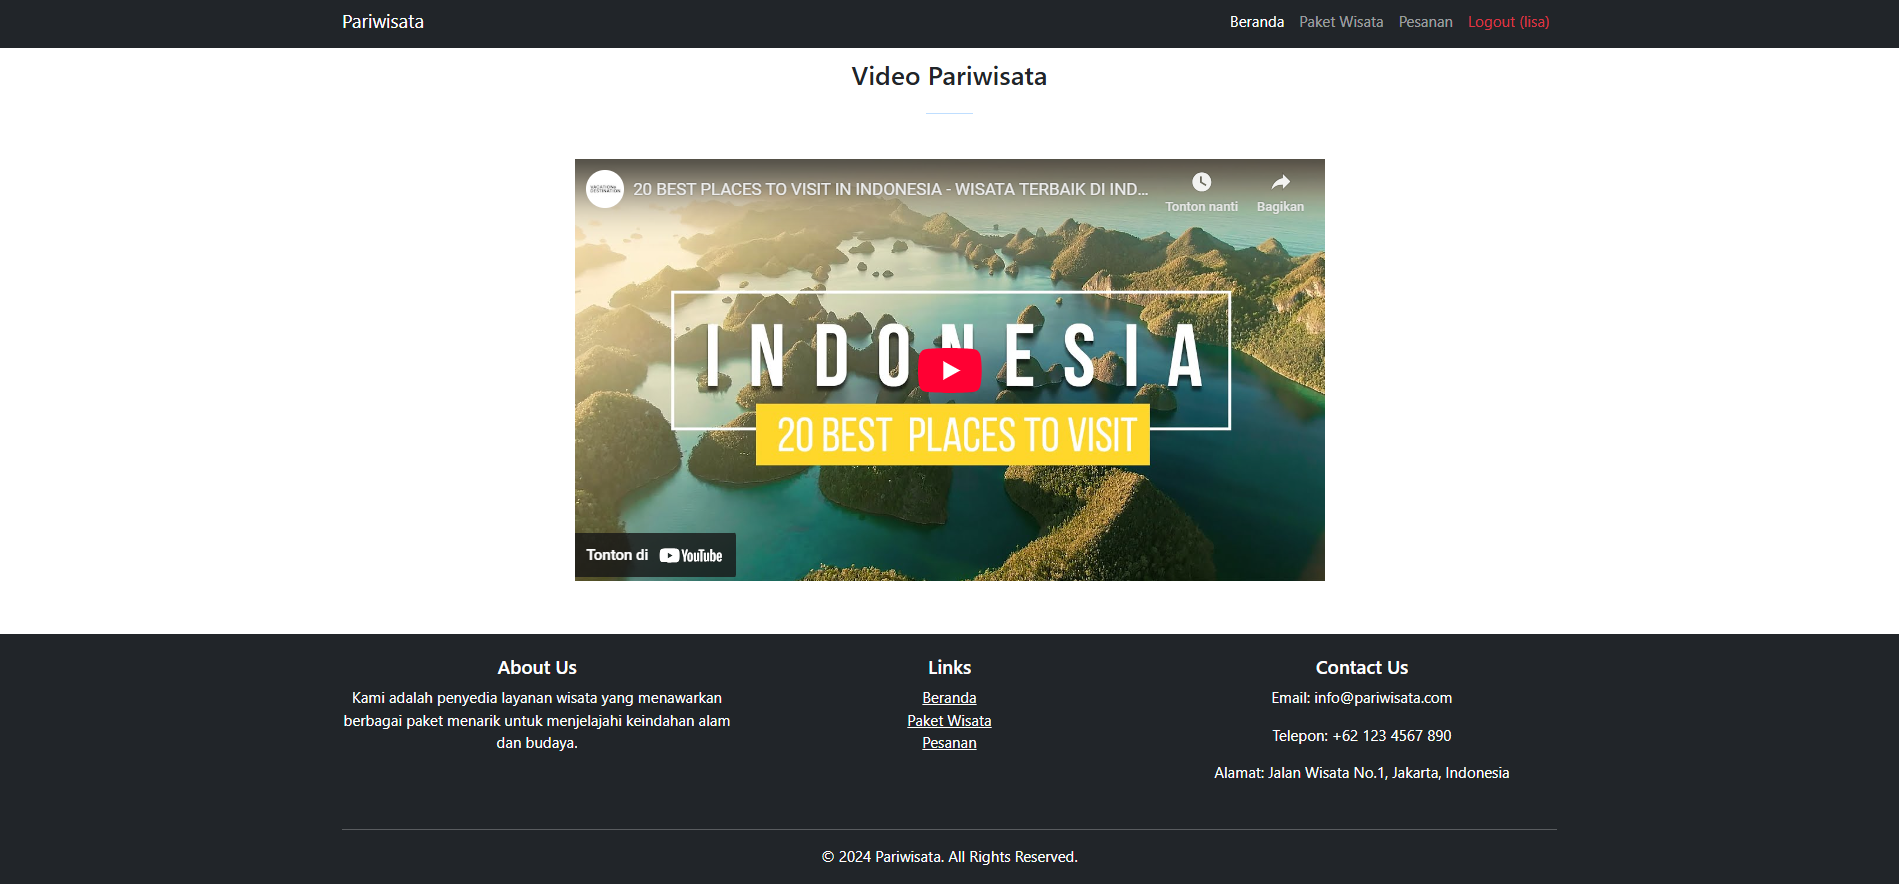 Pariwisata
Beranda Paket Wisata Pesanan Logout (lisa)
Video Pariwisata
VACATION DESTINATION
20 BEST PLACES TO VISIT IN INDONESIA - WISATA TERBAIK DI IND...
Tonton nanti Bagikan
INDONESIA
20 BEST PLACES TO VISIT
Tonton di YouTube
About Us
Kami adalah penyedia layanan wisata yang menawarkan
berbagai paket menarik untuk menjelajahi keindahan alam
dan budaya.
Links
Beranda
Paket Wisata
Pesanan
Contact Us
Email: info@pariwisata.com
Telepon: +62 123 4567 890
Alamat: Jalan Wisata No.1, Jakarta, Indonesia
© 2024 Pariwisata. All Rights Reserved.